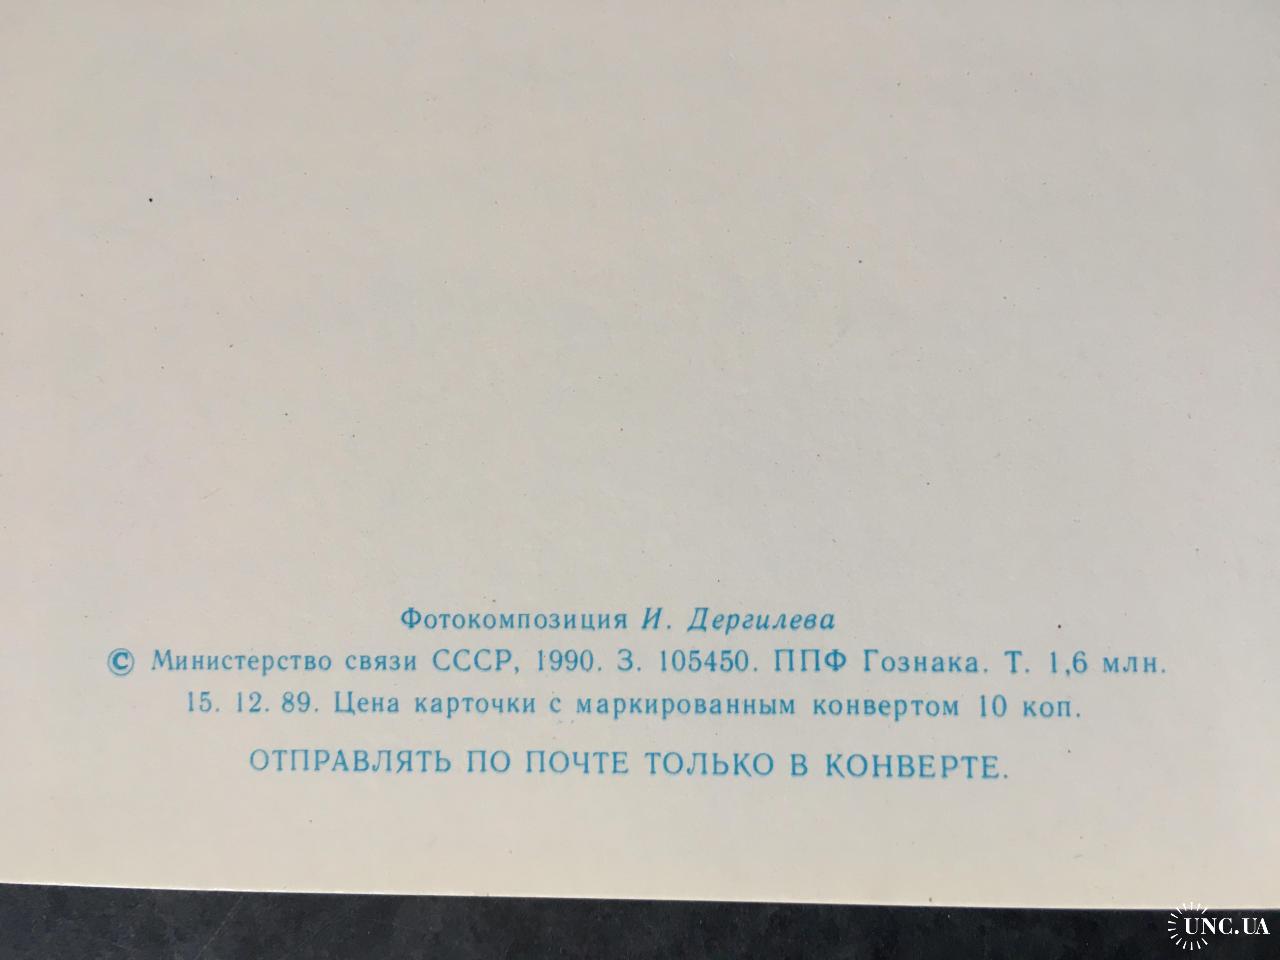 Фотокомпозиция И. Дергилева
© Министерство связи СССР, 1990. З. 105450. ППФ Гознака. Т. 1,6 млн.
15. 12. 89. Цена карточки с маркированным конвертом 10 коп.
ОТПРАВЛЯТЬ ПО ПОЧТЕ ТОЛЬКО В КОНВЕРТЕ.
UNC.UA